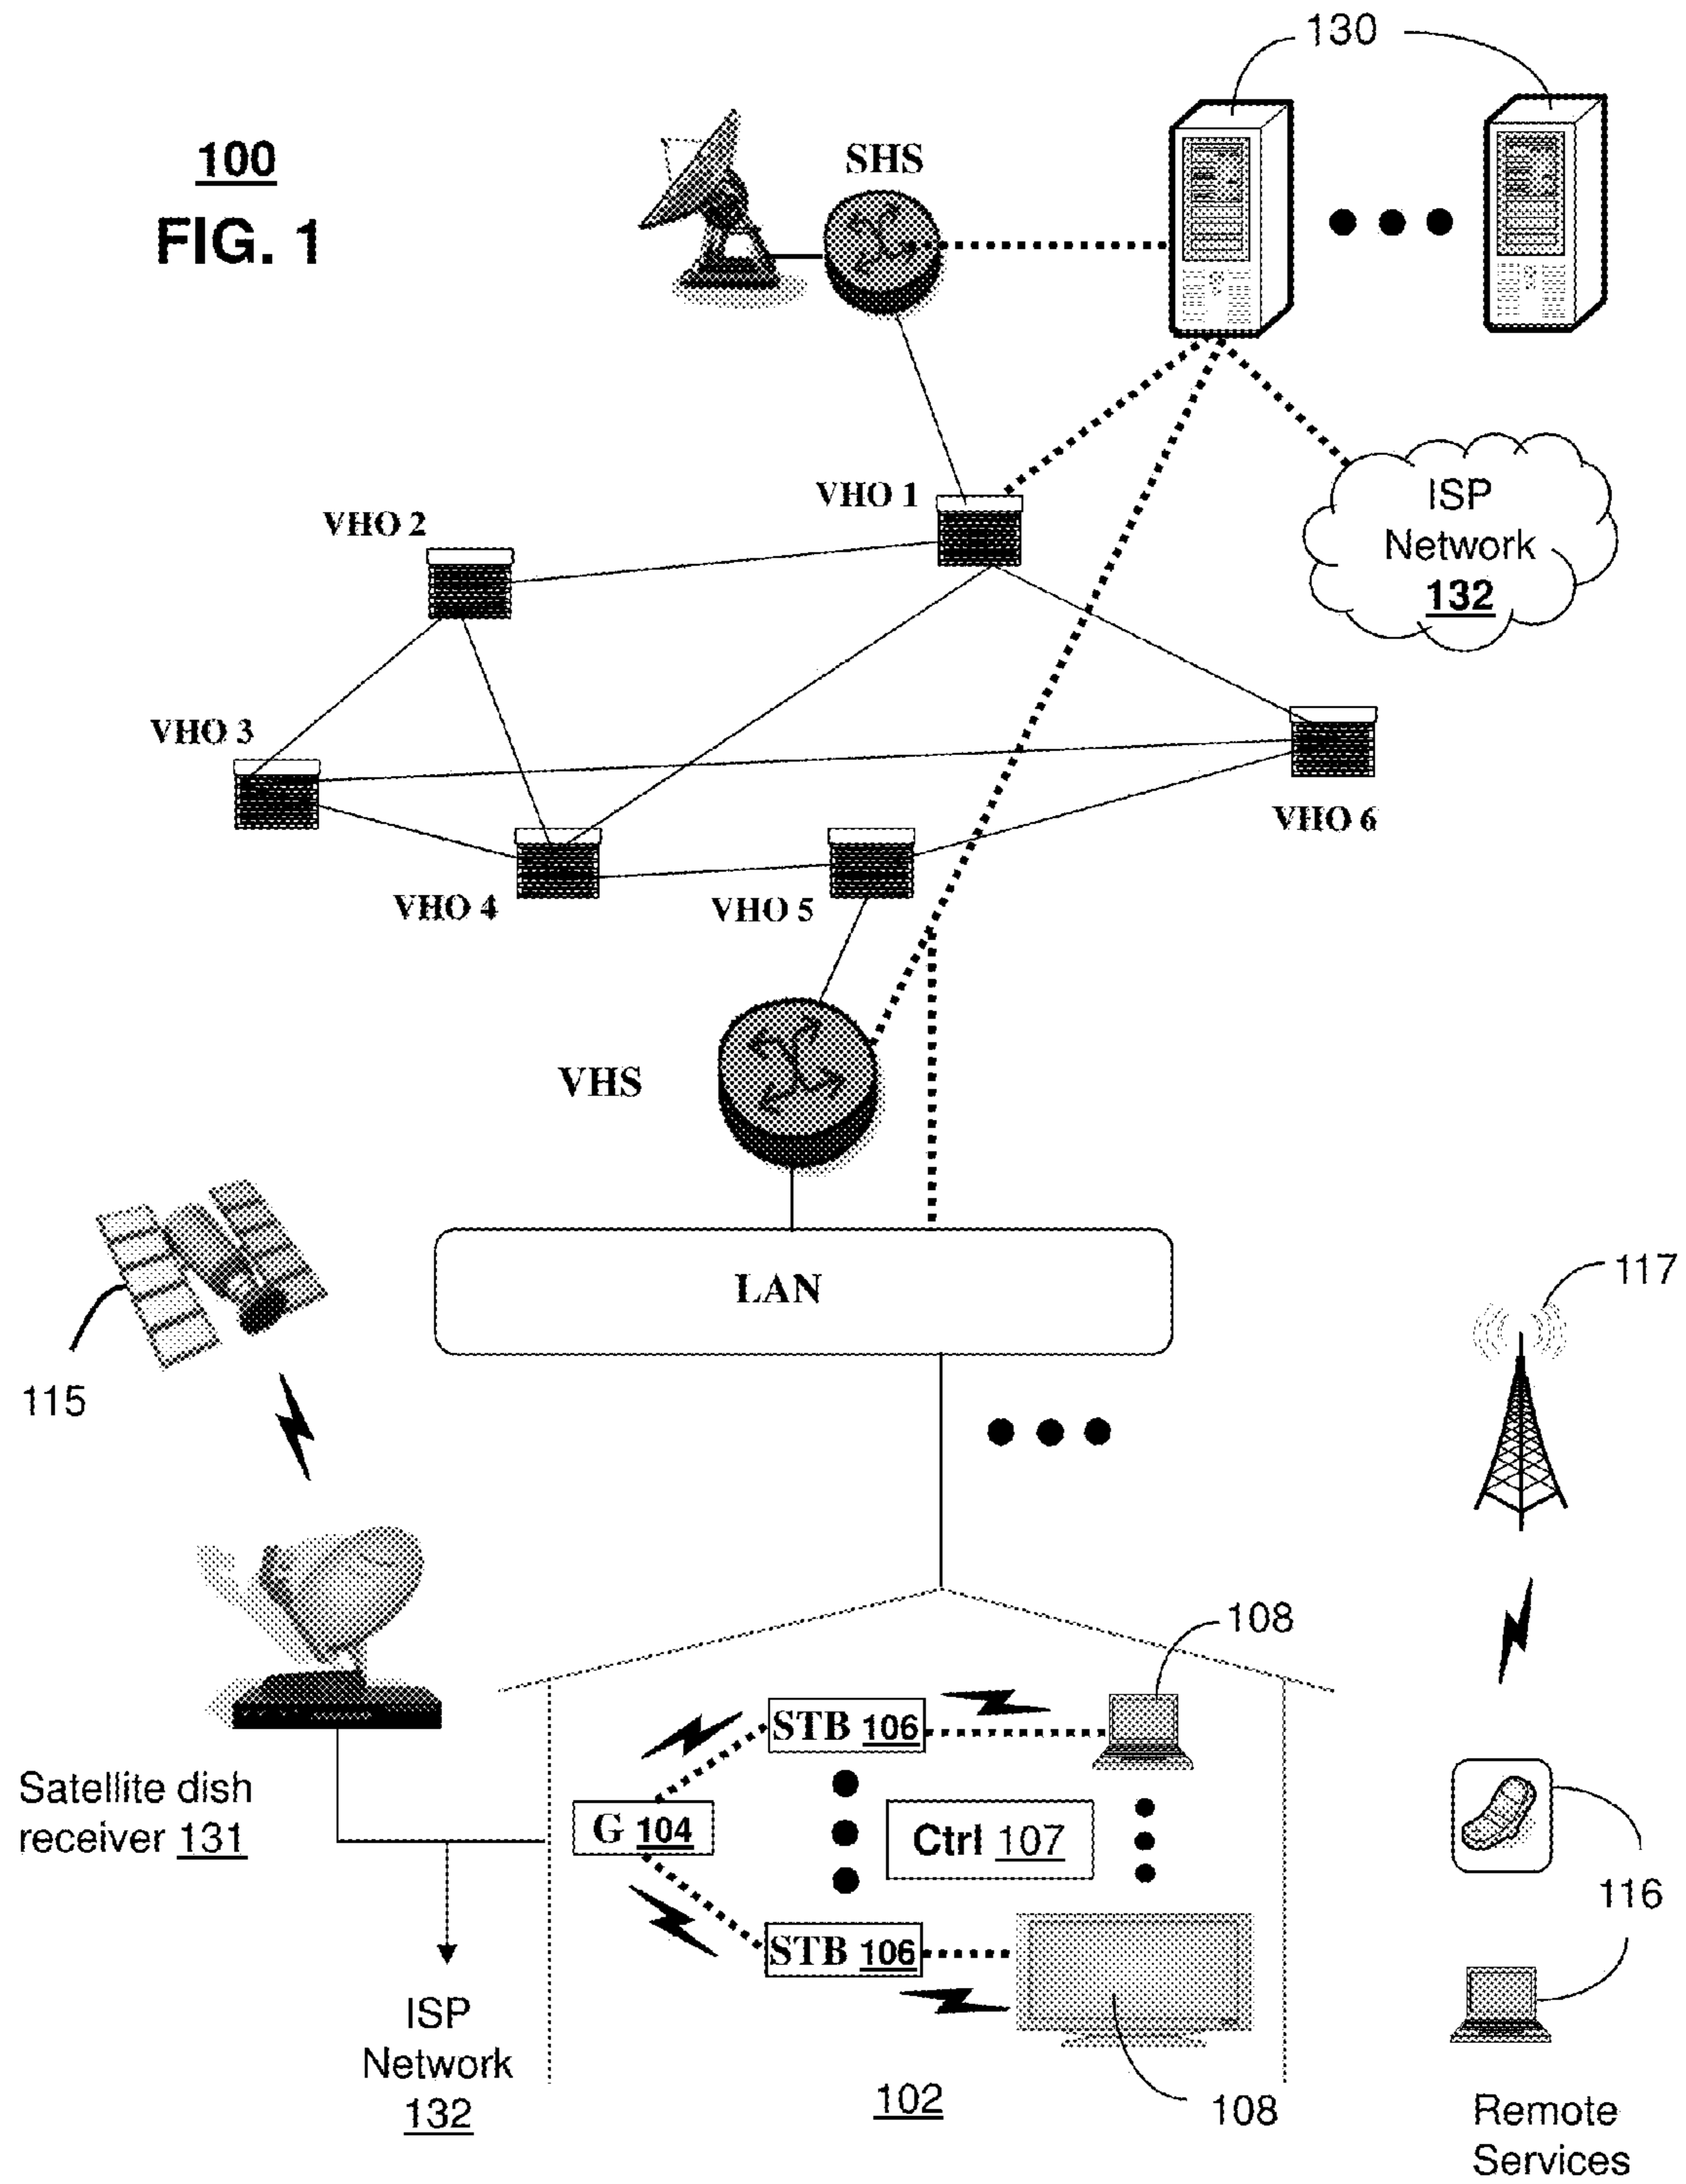 130
100
FIG. 1
SHS
VHO 1
ISP
Network
132
VHO 2
VHO 3
VHO 6
VHO 4
VHO 5
VHS
LAN
117
115
108
STB 106
Satellite dish
receiver 131
G 104
Ctrl 107
116
STB 106
ISP
Network
132
102
108
Remote
Services